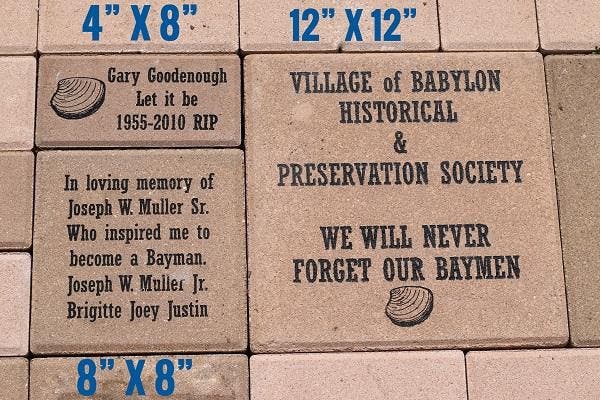 4” X 8”
12” X 12”
Gary Goodenough
Let it be
1955-2010 RIP
VILLAGE of BABYLON
HISTORICAL
&
PRESERVATION SOCIETY
WE WILL NEVER
FORGET OUR BAYMEN
In loving memory of
Joseph W. Muller Sr.
Who inspired me to
become a Bayman.
Joseph W. Muller Jr.
Brigitte Joey Justin
8” X 8”